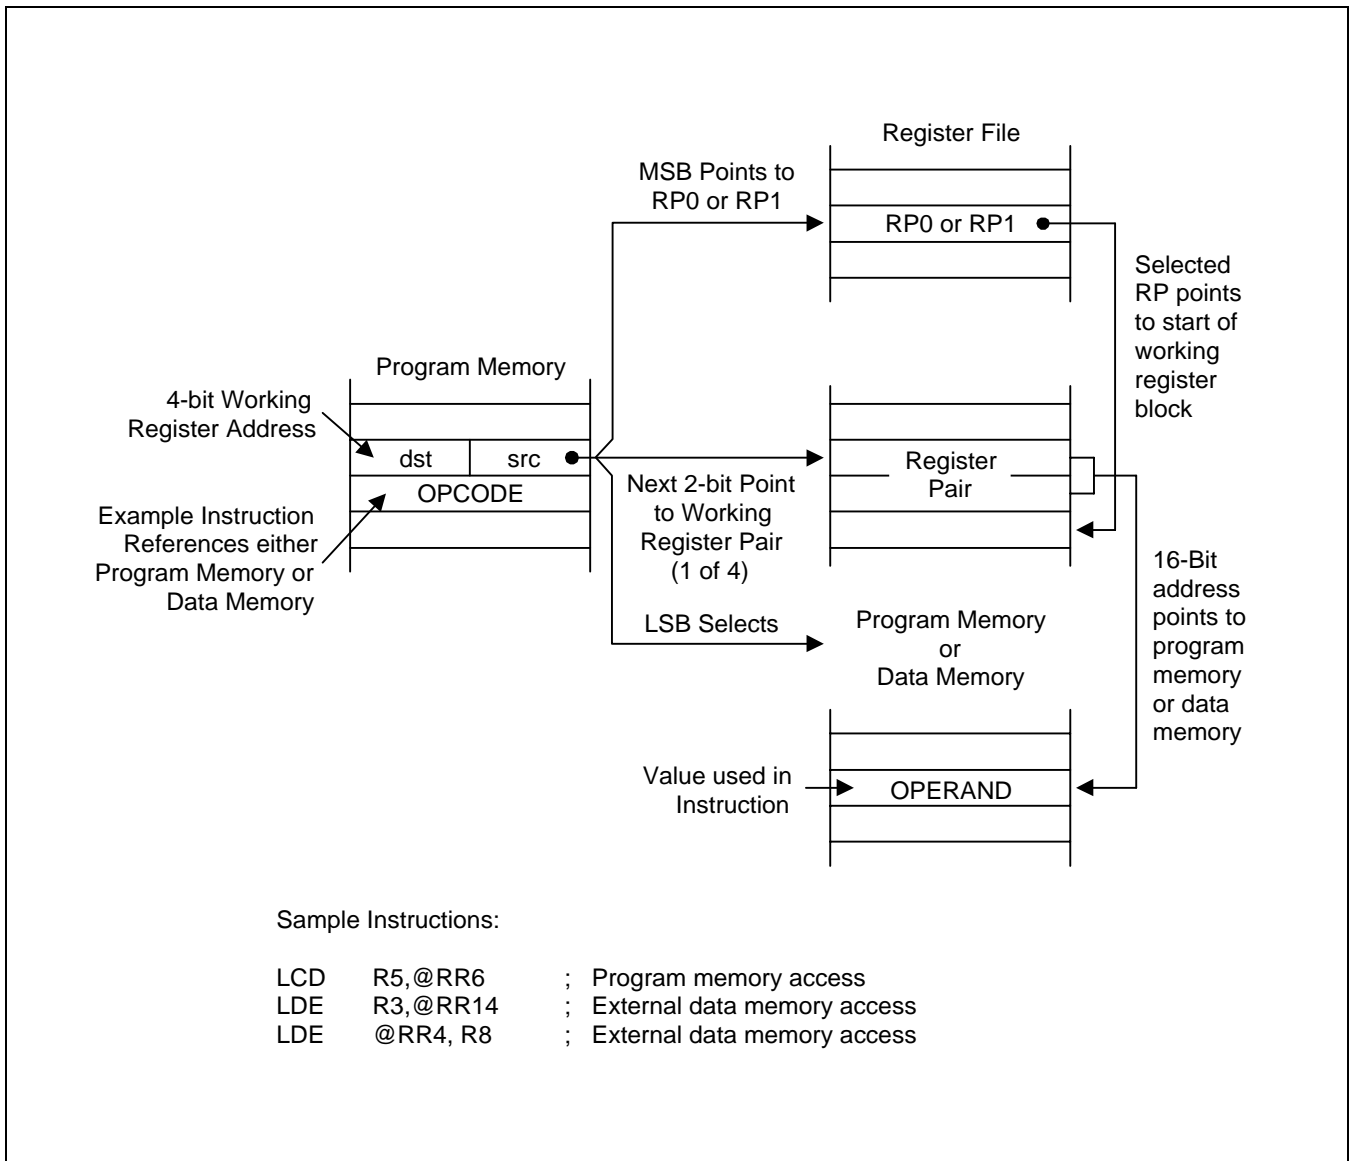 Register File
MSB Points to
RP0 or RP1
RP0 or RP1
Selected
RP points
to start of
working
register
block
Program Memory
4-bit Working
Register Address
dst src
OPCODE
Example Instruction
References either
Program Memory or
Data Memory
Next 2-bit Point
to Working
Register Pair
(1 of 4)
Register
Pair
LSB Selects
Program Memory
or
Data Memory
16-Bit
address
points to
program
memory
or data
memory
Value used in
Instruction
OPERAND
Sample Instructions:
LCD R5,@RR6 ; Program memory access
LDE R3,@RR14 ; External data memory access
LDE @RR4, R8 ; External data memory access